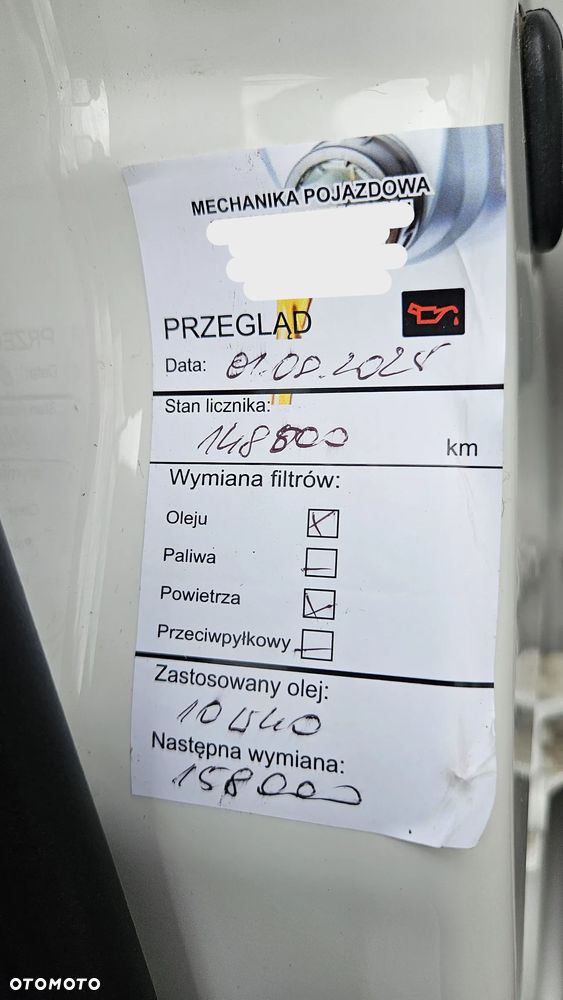 MECHANIKA POJAZDOWA
PRZEGLĄD
Data: 01.08.2025
Stan licznika:
148800 km
Wymiana filtrów:
Oleju
Paliwa
Powietrza
Przeciwpyłkowy
Zastosowany olej:
10W40
Następna wymiana:
158000
OTOMOTO